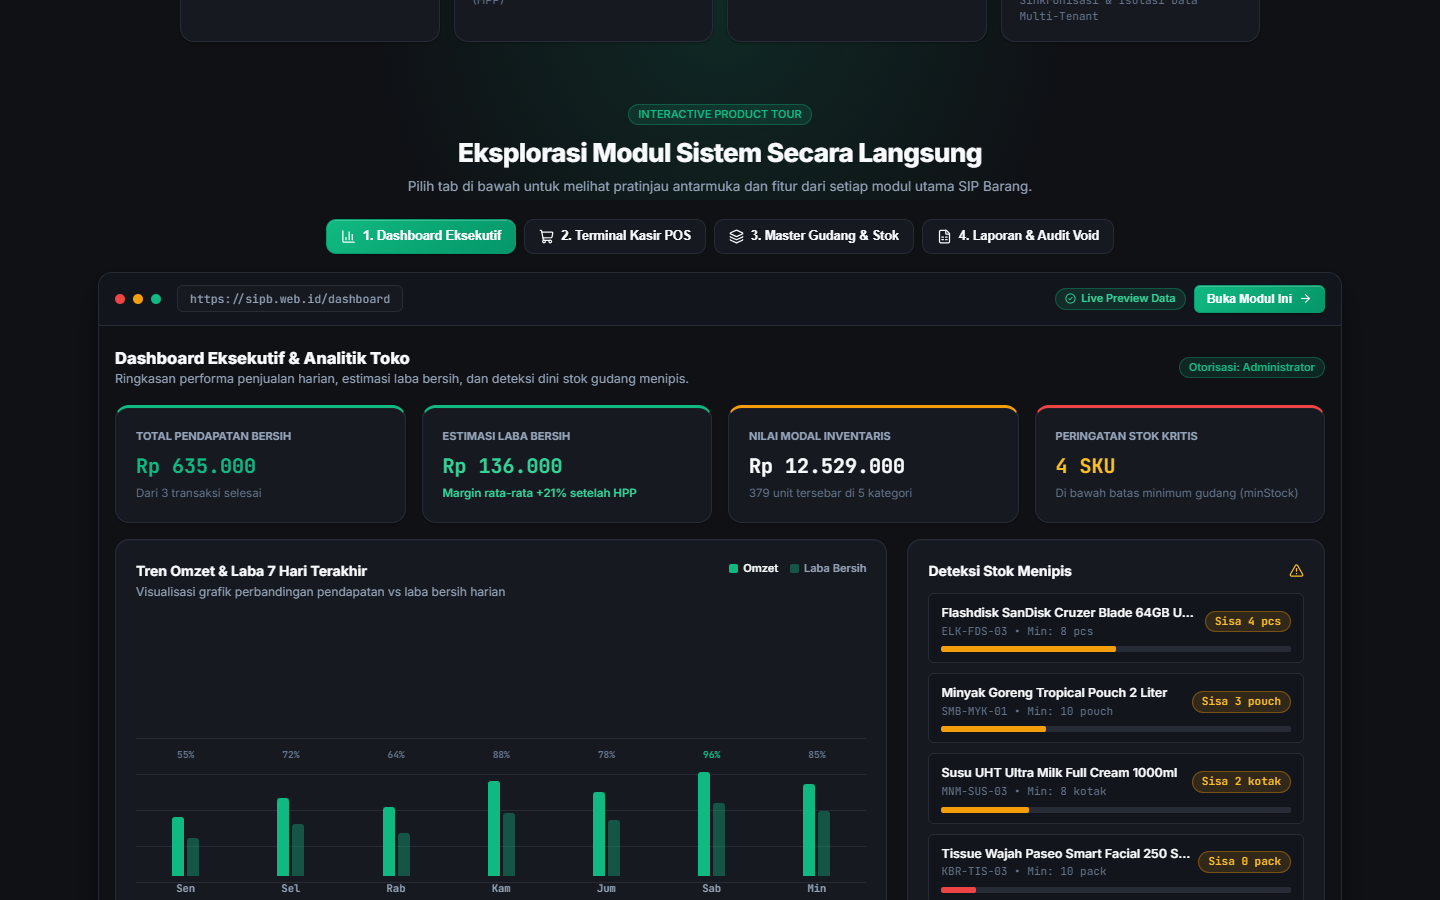 (HPP)
Sinkronisasi & Isolasi Data
Multi-Tenant
INTERACTIVE PRODUCT TOUR
Eksplorasi Modul Sistem Secara Langsung
Pilih tab di bawah untuk melihat pratinjau antarmuka dan fitur dari setiap modul utama SIP Barang.
1. Dashboard Eksekutif
2. Terminal Kasir POS
3. Master Gudang & Stok
4. Laporan & Audit Void
https://sipb.web.id/dashboard
Live Preview Data
Buka Modul Ini →
Dashboard Eksekutif & Analitik Toko
Ringkasan performa penjualan harian, estimasi laba bersih, dan deteksi dini stok gudang menipis.
Otorisasi: Administrator
TOTAL PENDAPATAN BERSIH
Rp 635.000
Dari 3 transaksi selesai
ESTIMASI LABA BERSIH
Rp 136.000
Margin rata-rata +21% setelah HPP
NILAI MODAL INVENTARIS
Rp 12.529.000
379 unit tersebar di 5 kategori
PERINGATAN STOK KRITIS
4 SKU
Di bawah batas minimum gudang (minStock)
Tren Omzet & Laba 7 Hari Terakhir
Visualisasi grafik perbandingan pendapatan vs laba bersih harian
Omzet
Laba Bersih
55%
72%
64%
88%
78%
96%
85%
Sen
Sel
Rab
Kam
Jum
Sab
Min
Deteksi Stok Menipis
Flashdisk SanDisk Cruzer Blade 64GB U...
ELK-FDS-03 • Min: 8 pcs
Sisa 4 pcs
Minyak Goreng Tropical Pouch 2 Liter
SMB-MYK-01 • Min: 10 pouch
Sisa 3 pouch
Susu UHT Ultra Milk Full Cream 1000ml
MNM-SUS-03 • Min: 8 kotak
Sisa 2 kotak
Tissue Wajah Paseo Smart Facial 250 S...
KBR-TIS-03 • Min: 10 pack
Sisa 0 pack